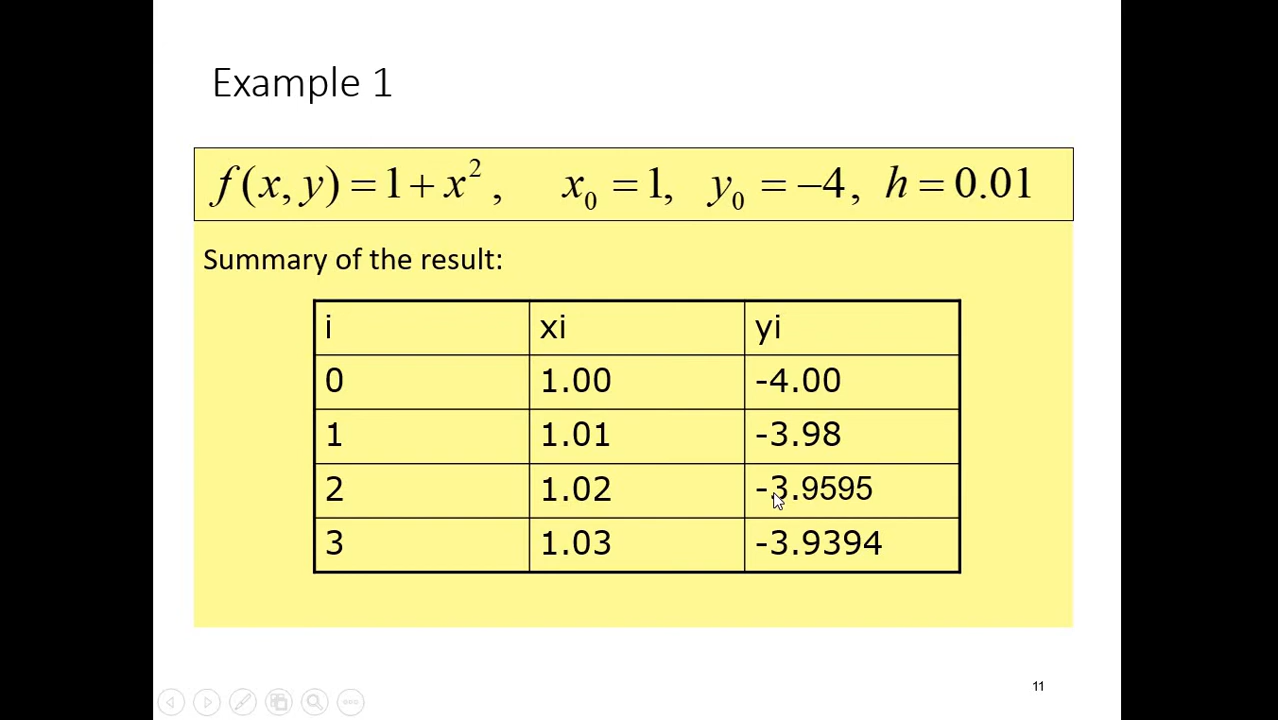 Example 1
f(x, y) = 1 + x², x₀ = 1, y₀ = −4, h = 0.01
Summary of the result:
i xi yi
0 1.00 -4.00
1 1.01 -3.98
2 1.02 -3.9595
3 1.03 -3.9394
11